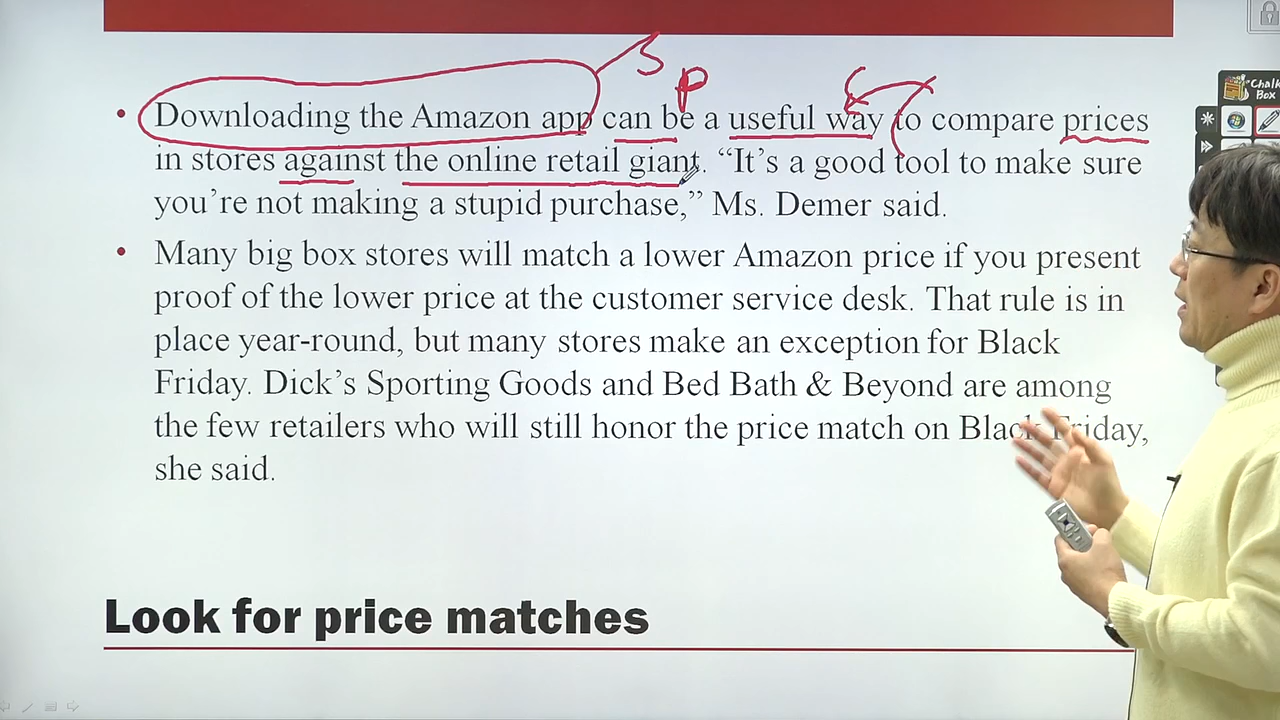 S
P
Downloading the Amazon app can be a useful way to compare prices
in stores against the online retail giant. “It’s a good tool to make sure
you’re not making a stupid purchase,” Ms. Demer said.
Many big box stores will match a lower Amazon price if you present
proof of the lower price at the customer service desk. That rule is in
place year-round, but many stores make an exception for Black
Friday. Dick’s Sporting Goods and Bed Bath & Beyond are among
the few retailers who will still honor the price match on Black Friday,
she said.
Look for price matches
Chalk
Box